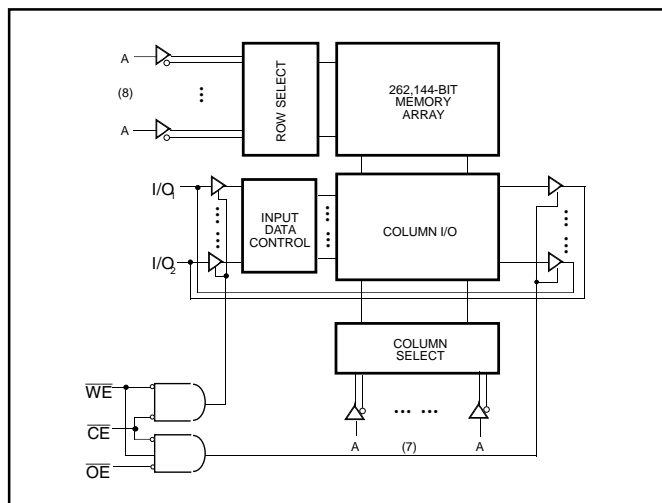 A
(8)
A
ROW SELECT
262,144-BIT
MEMORY
ARRAY
I/O1
I/O2
INPUT
DATA
CONTROL
COLUMN I/O
COLUMN
SELECT
WE
CE
OE
A
(7)
A